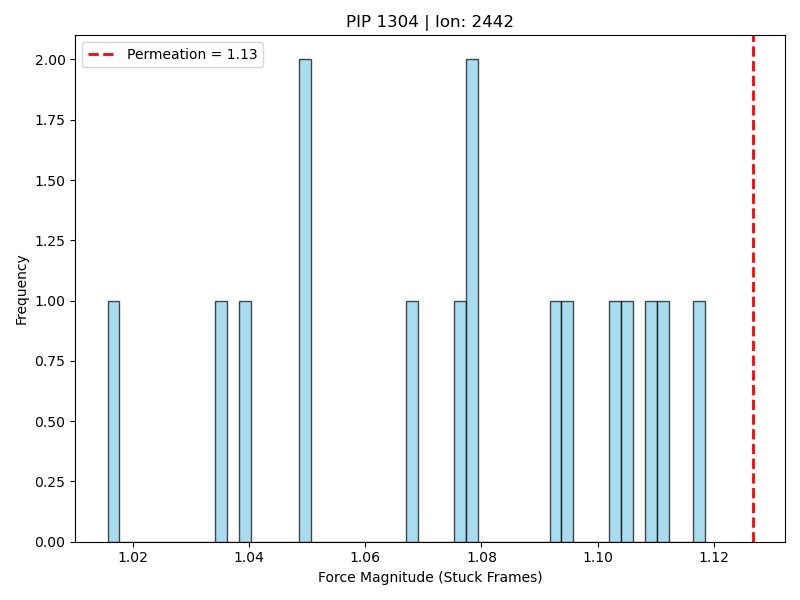 PIP 1304 | Ion: 2442
Permeation = 1.13
2.00
1.75
1.50
1.25
1.00
0.75
0.50
0.25
0.00
Frequency
1.02 1.04 1.06 1.08 1.10 1.12
Force Magnitude (Stuck Frames)